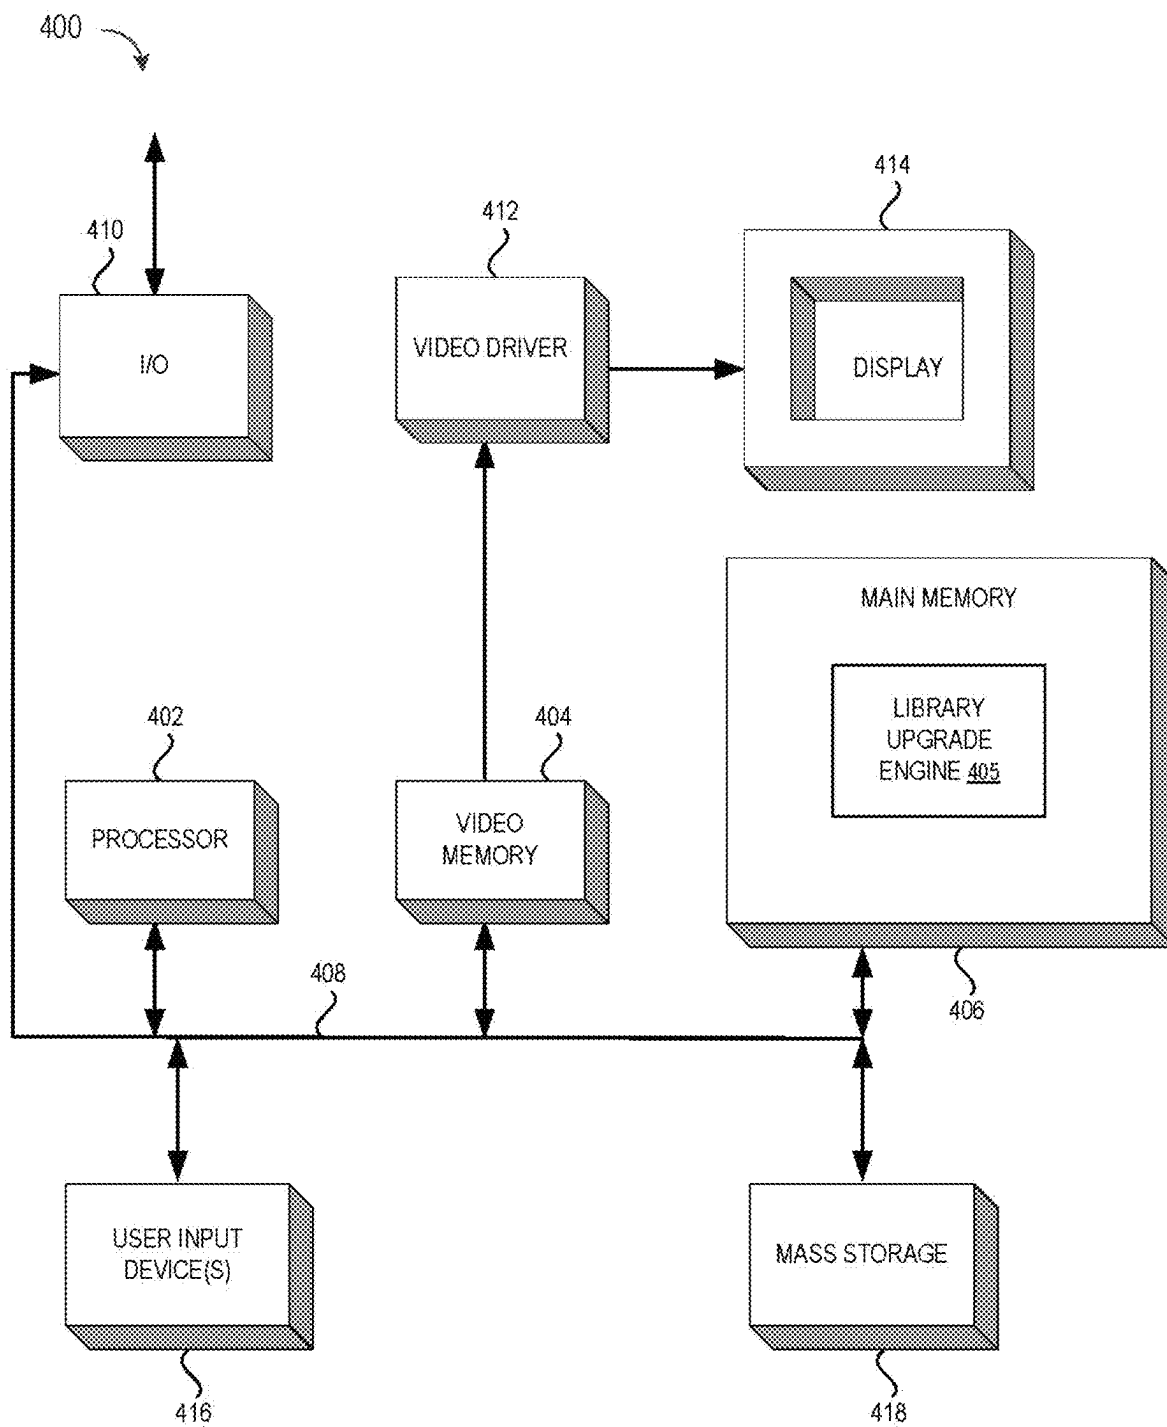 400
414
412
410
VIDEO DRIVER
I/O
DISPLAY
MAIN MEMORY
LIBRARY
UPGRADE
ENGINE 405
402
404
PROCESSOR
VIDEO
MEMORY
408
406
USER INPUT
DEVICE(S)
MASS STORAGE
416
418